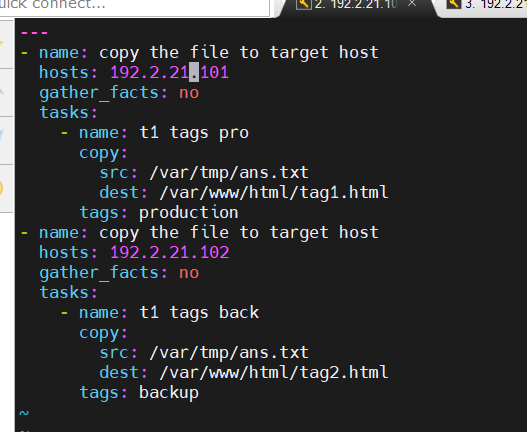 uick connect...
2. 192.2.21.10
3. 192.2.21
---
- name: copy the file to target host
  hosts: 192.2.21.101
  gather_facts: no
  tasks:
    - name: t1 tags pro
      copy:
        src: /var/tmp/ans.txt
        dest: /var/www/html/tag1.html
      tags: production
- name: copy the file to target host
  hosts: 192.2.21.102
  gather_facts: no
  tasks:
    - name: t1 tags back
      copy:
        src: /var/tmp/ans.txt
        dest: /var/www/html/tag2.html
      tags: backup
~
~